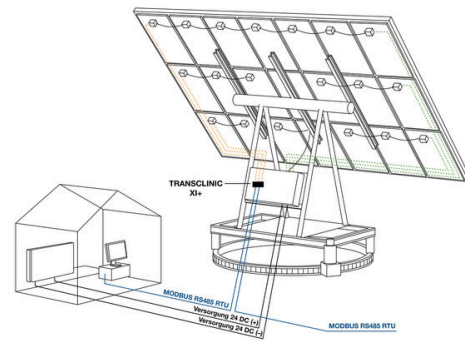 TRANSCLINIC
XI+
MODBUS RS485 RTU
Versorgung 24 DC (+)
Versorgung 24 DC (–)
MODBUS RS485 RTU